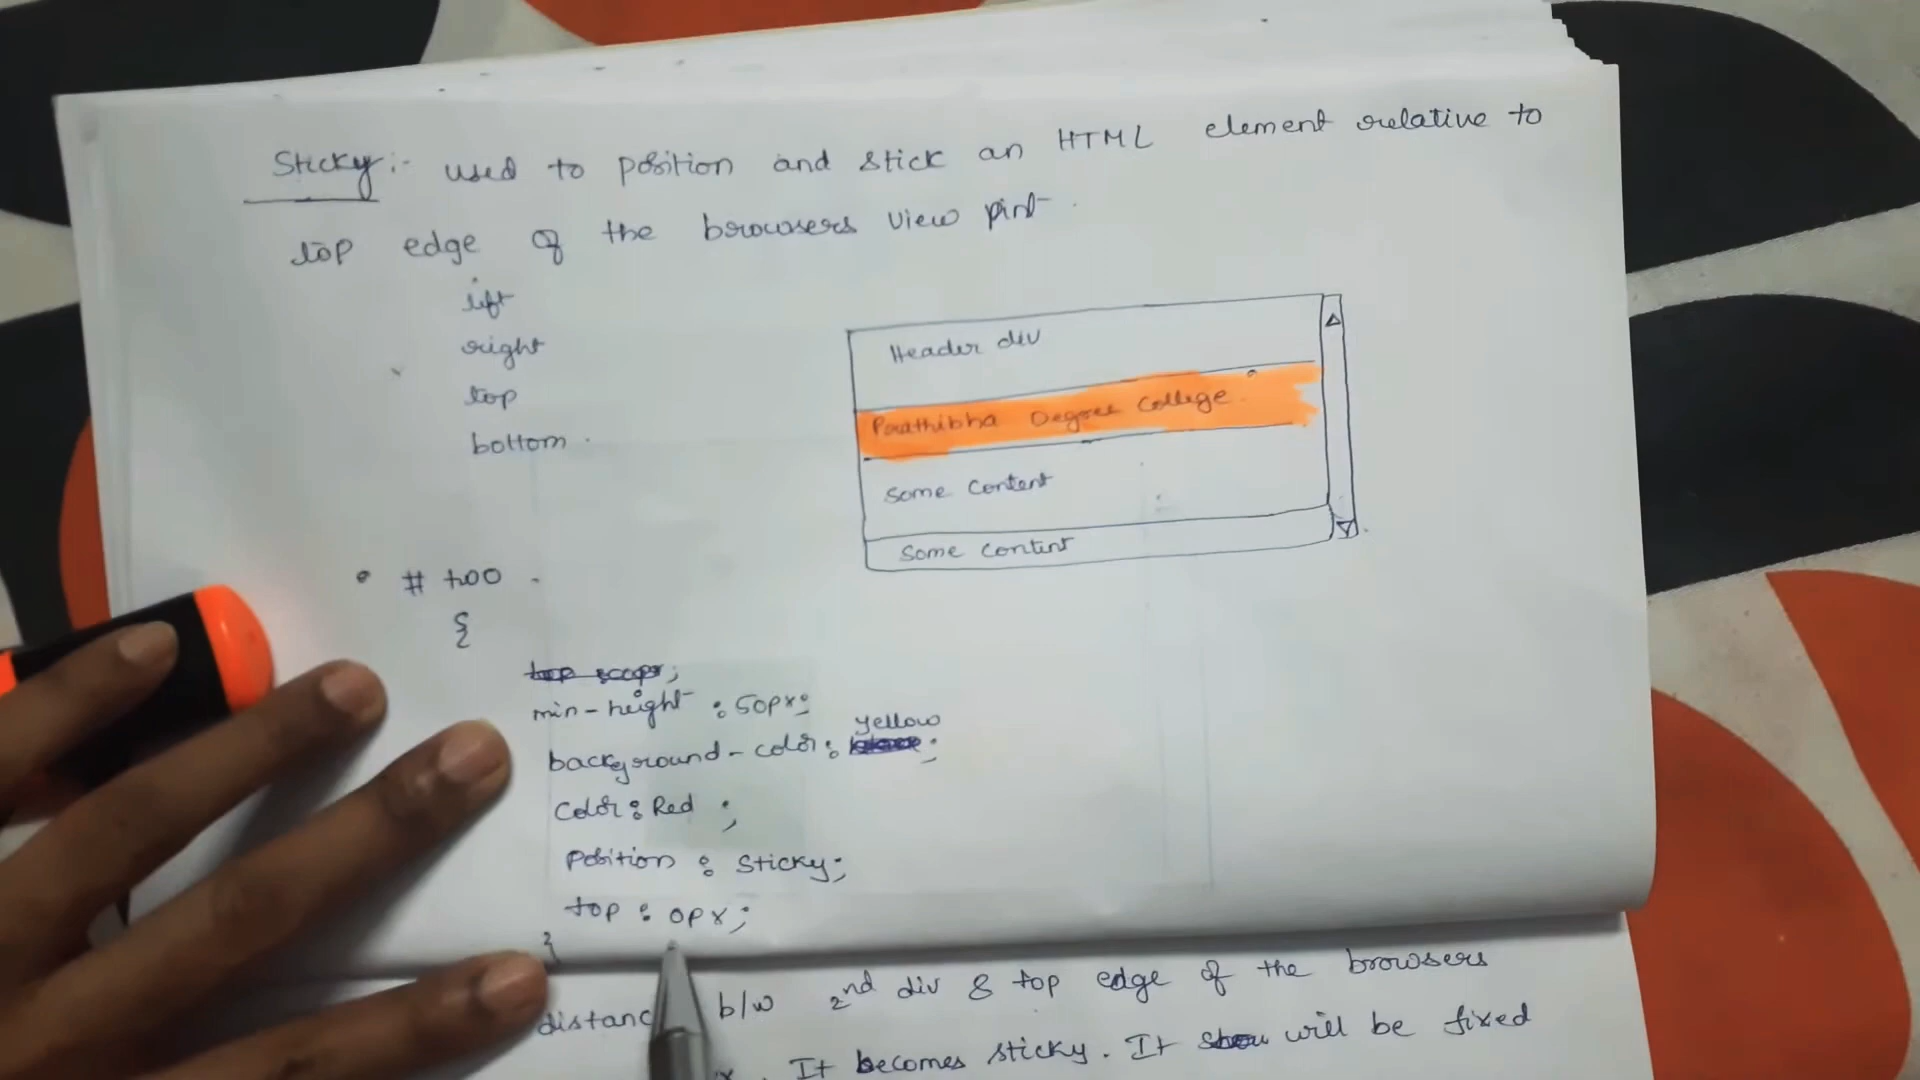 Sticky:- used to position and stick an HTML element relative to
top edge of the browsers view
left
right
top
bottom.
Header div
Prathibha Degree College.
Some Content
Some content
# two
{
min-height : 50px;
yellow
background-color : ;
Color : Red ;
Position : Sticky;
top : 0px;
}
b/w 2nd div & top edge of the browsers
It becomes sticky. It will be fixed